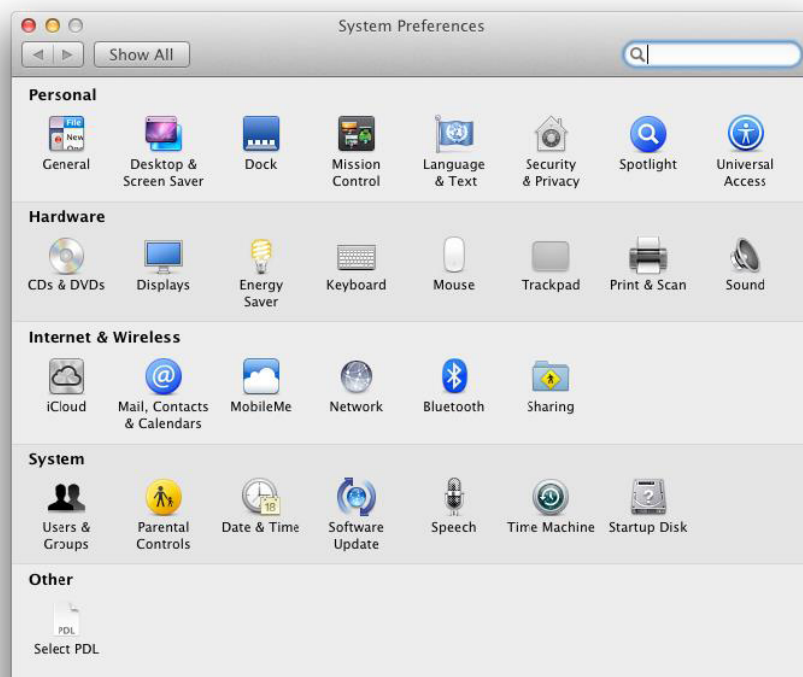 System Preferences
Show All
Personal
File
New
General
Desktop &
Screen Saver
Dock
Mission
Control
Language
& Text
Security
& Privacy
Spotlight
Universal
Access
Hardware
CDs & DVDs
Displays
Energy
Saver
Keyboard
Mouse
Trackpad
Print & Scan
Sound
Internet & Wireless
iCloud
@
Mail, Contacts
& Calendars
MobileMe
Network
Bluetooth
Sharing
System
18
?
Users &
Groups
Parental
Controls
Date & Time
Software
Update
Speech
Time Machine
Startup Disk
Other
PDL
Select PDL